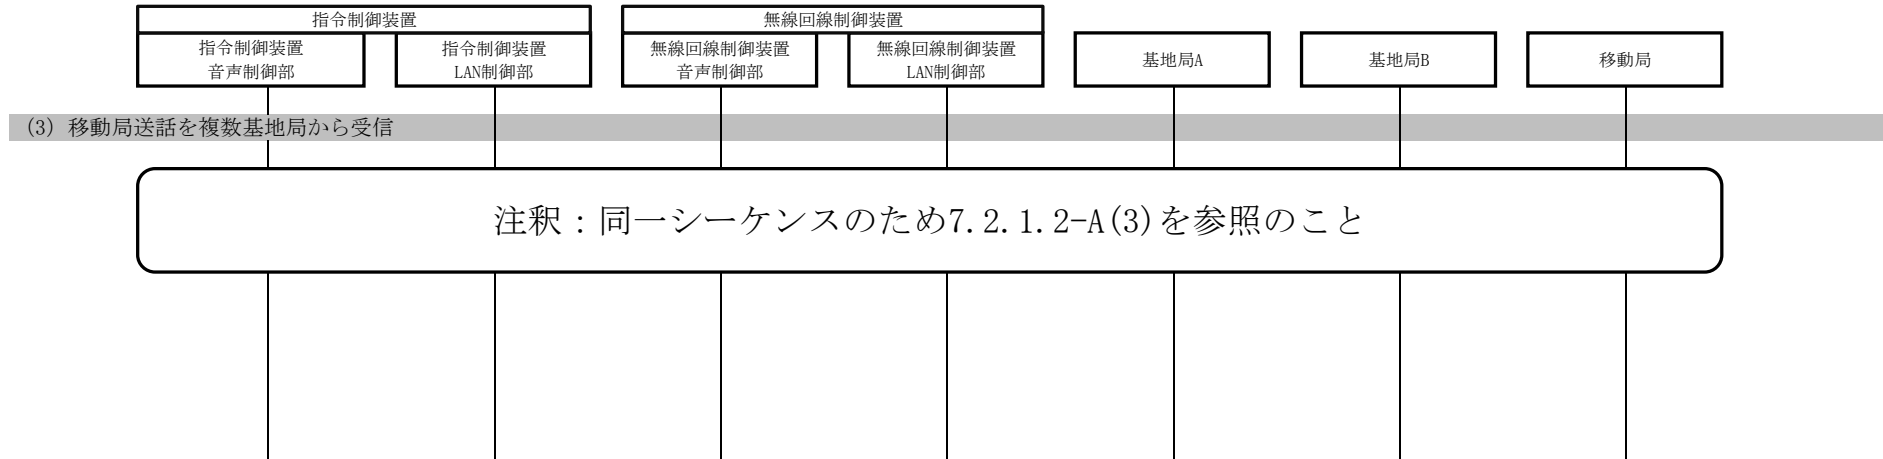 指令制御装置
無線回線制御装置
指令制御装置
音声制御部
指令制御装置
LAN制御部
無線回線制御装置
音声制御部
無線回線制御装置
LAN制御部
基地局A
基地局B
移動局
(3) 移動局送話を複数基地局から受信
注釈：同一シーケンスのため7.2.1.2-A(3)を参照のこと